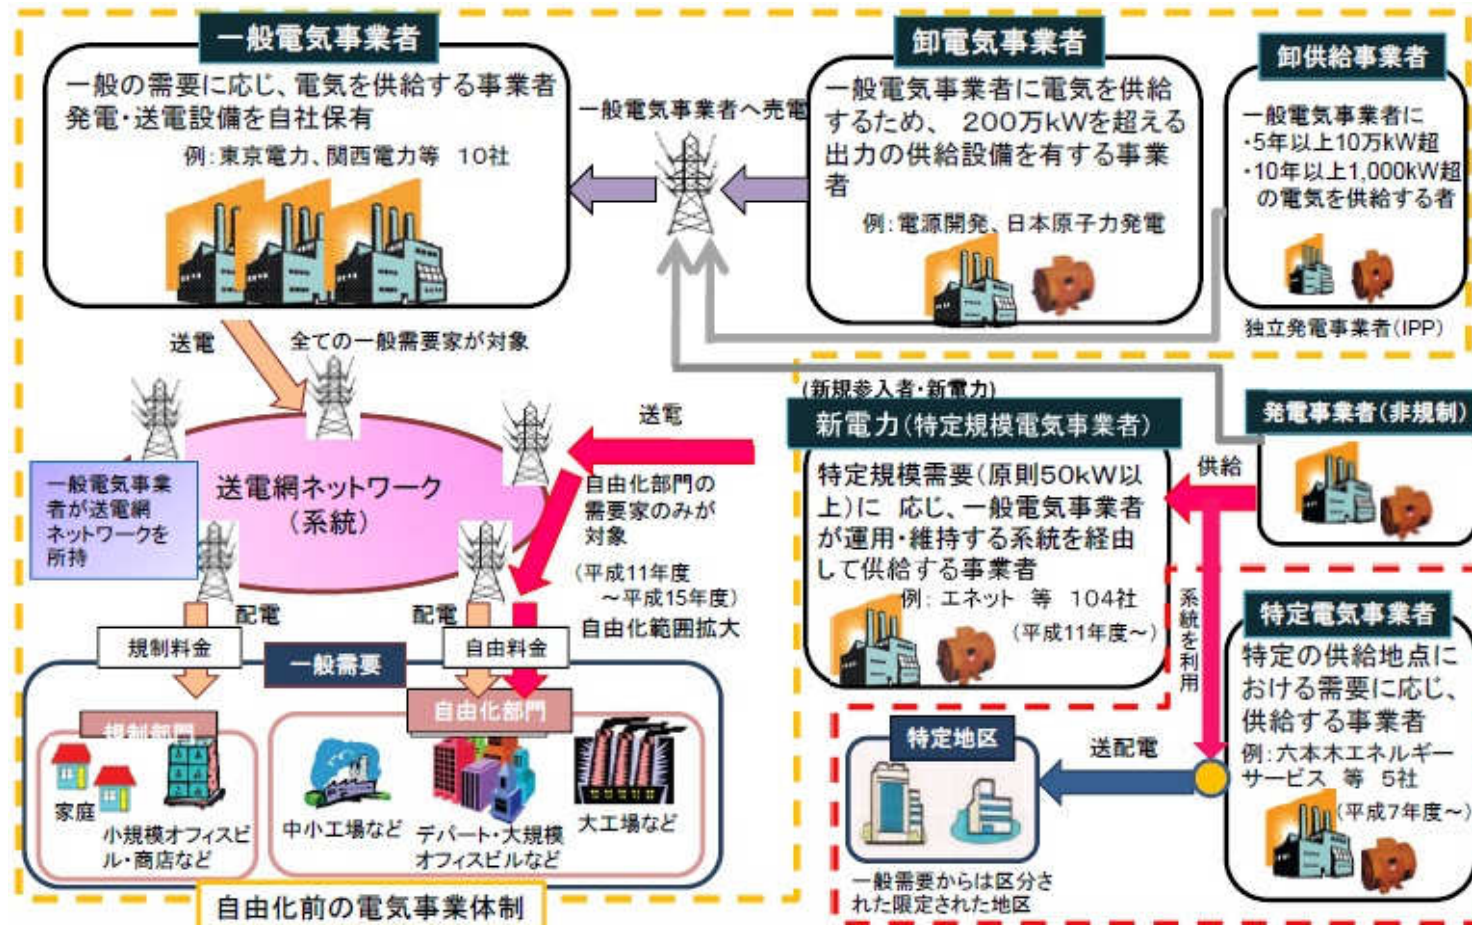 一般電気事業者
一般の需要に応じ、電気を供給する事業者
発電・送電設備を自社保有
例：東京電力、関西電力等　10社
一般電気事業者へ売電
卸電気事業者
一般電気事業者に電気を供給
するため、　200万kWを超える
出力の供給設備を有する事業
者
例：電源開発、日本原子力発電
卸供給事業者
一般電気事業者に
・5年以上10万kW超
・10年以上1,000kW超
の電気を供給する者
独立発電事業者(IPP)
送電
全ての一般需要家が対象
送電網ネットワーク
（系統）
一般電気事業
者が送電網
ネットワークを
所持
送電
自由化部門の
需要家のみが
対象
（平成11年度
～平成15年度）
自由化範囲拡大
配電
配電
規制料金
一般需要
自由料金
規制部門
家庭
小規模オフィスビ
ル・商店など
自由化部門
中小工場など
デパート・大規模
オフィスビルなど
大工場など
自由化前の電気事業体制
(新規参入者・新電力)
新電力（特定規模電気事業者）
特定規模需要（原則50kW以
上）に　応じ、一般電気事業者
が運用・維持する系統を経由
して供給する事業者
例：エネット　等　104社
（平成11年度～）
発電事業者（非規制）
供給
系統を利用
特定電気事業者
特定の供給地点に
おける需要に応じ、
供給する事業者
例：六本木エネルギー
サービス　等　5社
（平成7年度～）
特定地区
送配電
一般需要からは区分さ
れた限定された地区